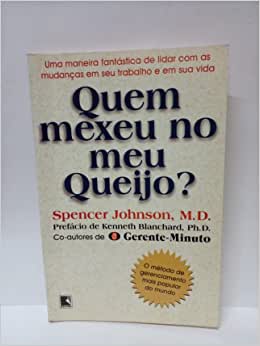 Uma maneira fantástica de lidar com as
mudanças em seu trabalho e em sua vida
Quem
mexeu no
meu
Queijo?
Spencer Johnson, M.D.
Prefácio de Kenneth Blanchard, Ph.D.
Co-autores de O Gerente-Minuto
O método de
gerenciamento
mais popular
do mundo